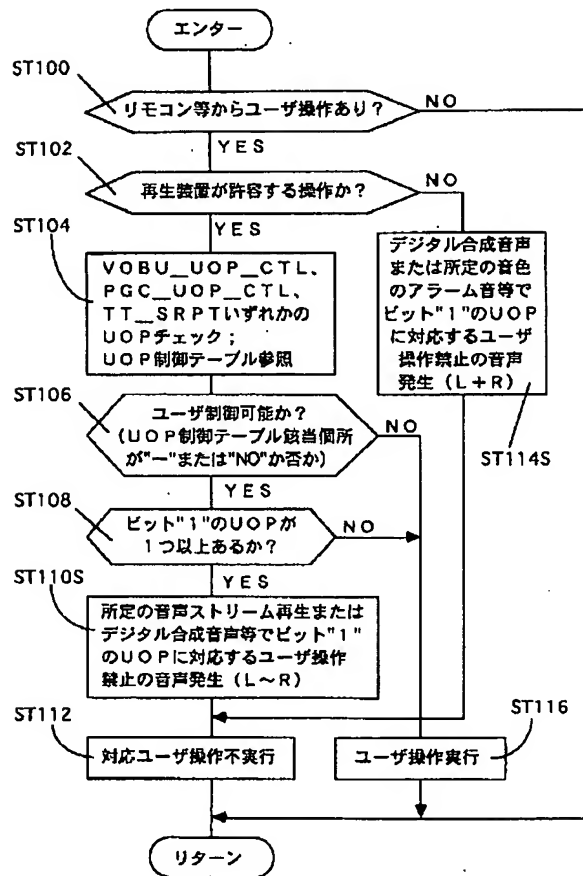 エンター
ST100
リモコン等からユーザ操作あり?
NO
YES
ST102
再生装置が許容する操作か?
NO
YES
ST104
VOBU_UOP_CTL、
PGC_UOP_CTL、
TT_SRPTいずれかの
UOPチェック;
UOP制御テーブル参照
デジタル合成音声
または所定の音色
のアラーム音等で
ビット"1"のUOP
に対応するユーザ
操作禁止の音声
発生(L+R)
ST114S
ST106
ユーザ制御可能か?
(UOP制御テーブル該当個所
が"ー"または"NO"か否か)
NO
YES
ST108
ビット"1"のUOPが
1つ以上あるか?
NO
YES
ST110S
所定の音声ストリーム再生または
デジタル合成音声等でビット"1"
のUOPに対応するユーザ操作
禁止の音声発生(L~R)
ST112
対応ユーザ操作不実行
ST116
ユーザ操作実行
リターン